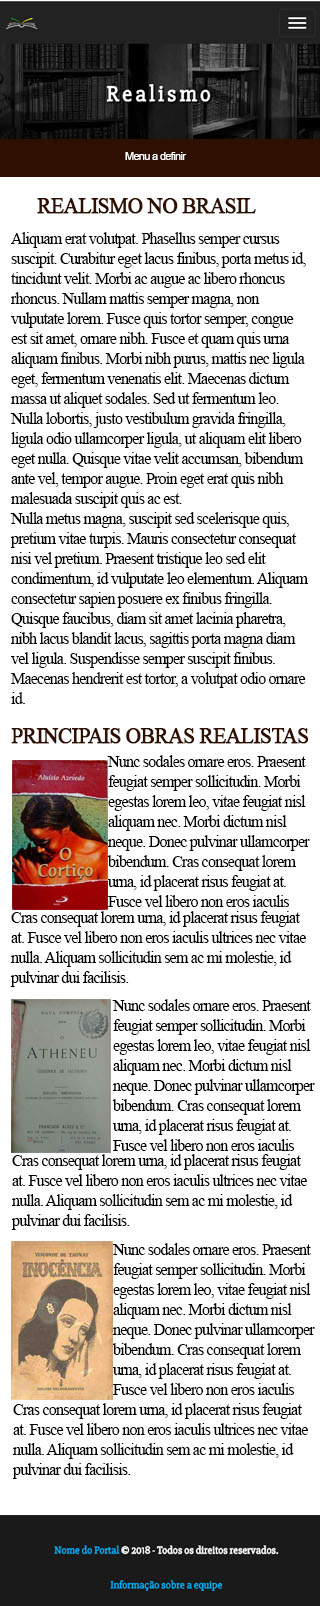 Realismo
Menu a definir
REALISMO NO BRASIL
Aliquam erat volutpat. Phasellus semper cursus
suscipit. Curabitur eget lacus finibus, porta metus id,
tincidunt velit. Morbi ac augue ac libero rhoncus
rhoncus. Nullam mattis semper magna, non
vulputate lorem. Fusce quis tortor semper, congue
est sit amet, ornare nibh. Fusce et quam quis urna
aliquam finibus. Morbi nibh purus, mattis nec ligula
eget, fermentum venenatis elit. Maecenas dictum
massa ut aliquet sodales. Sed ut fermentum leo.
Nulla lobortis, justo vestibulum gravida fringilla,
ligula odio ullamcorper ligula, ut aliquam elit libero
eget nulla. Quisque vitae velit accumsan, bibendum
ante vel, tempor augue. Proin eget erat quis nibh
malesuada suscipit quis ac est.
Nulla metus magna, suscipit sed scelerisque quis,
pretium vitae turpis. Mauris consectetur consequat
nisi vel pretium. Praesent tristique leo sed elit
condimentum, id vulputate leo elementum. Aliquam
consectetur sapien posuere ex finibus fringilla.
Quisque faucibus, diam sit amet lacinia pharetra,
nibh lacus blandit lacus, sagittis porta magna diam
vel ligula. Suspendisse semper suscipit finibus.
Maecenas hendrerit est tortor, a volutpat odio ornare
id.
PRINCIPAIS OBRAS REALISTAS
Aluísio Azevedo
O
Cortiço
Nunc sodales ornare eros. Praesent
feugiat semper sollicitudin. Morbi
egestas lorem leo, vitae feugiat nisl
aliquam nec. Morbi dictum nisl
neque. Donec pulvinar ullamcorper
bibendum. Cras consequat lorem
urna, id placerat risus feugiat at.
Fusce vel libero non eros iaculis
Cras consequat lorem urna, id placerat risus feugiat
at. Fusce vel libero non eros iaculis ultrices nec vitae
nulla. Aliquam sollicitudin sem ac mi molestie, id
pulvinar dui facilisis.
RAUL POMPEIA
O
ATHENEU
Nunc sodales ornare eros. Praesent
feugiat semper sollicitudin. Morbi
egestas lorem leo, vitae feugiat nisl
aliquam nec. Morbi dictum nisl
neque. Donec pulvinar ullamcorper
bibendum. Cras consequat lorem
urna, id placerat risus feugiat at.
Fusce vel libero non eros iaculis
Cras consequat lorem urna, id placerat risus feugiat
at. Fusce vel libero non eros iaculis ultrices nec vitae
nulla. Aliquam sollicitudin sem ac mi molestie, id
pulvinar dui facilisis.
VISCONDE DE TAUNAY
INOCÊNCIA
Nunc sodales ornare eros. Praesent
feugiat semper sollicitudin. Morbi
egestas lorem leo, vitae feugiat nisl
aliquam nec. Morbi dictum nisl
neque. Donec pulvinar ullamcorper
bibendum. Cras consequat lorem
urna, id placerat risus feugiat at.
Fusce vel libero non eros iaculis
Cras consequat lorem urna, id placerat risus feugiat
at. Fusce vel libero non eros iaculis ultrices nec vitae
nulla. Aliquam sollicitudin sem ac mi molestie, id
pulvinar dui facilisis.
Nome do Portal © 2018 - Todos os direitos reservados.
Informação sobre a equipe